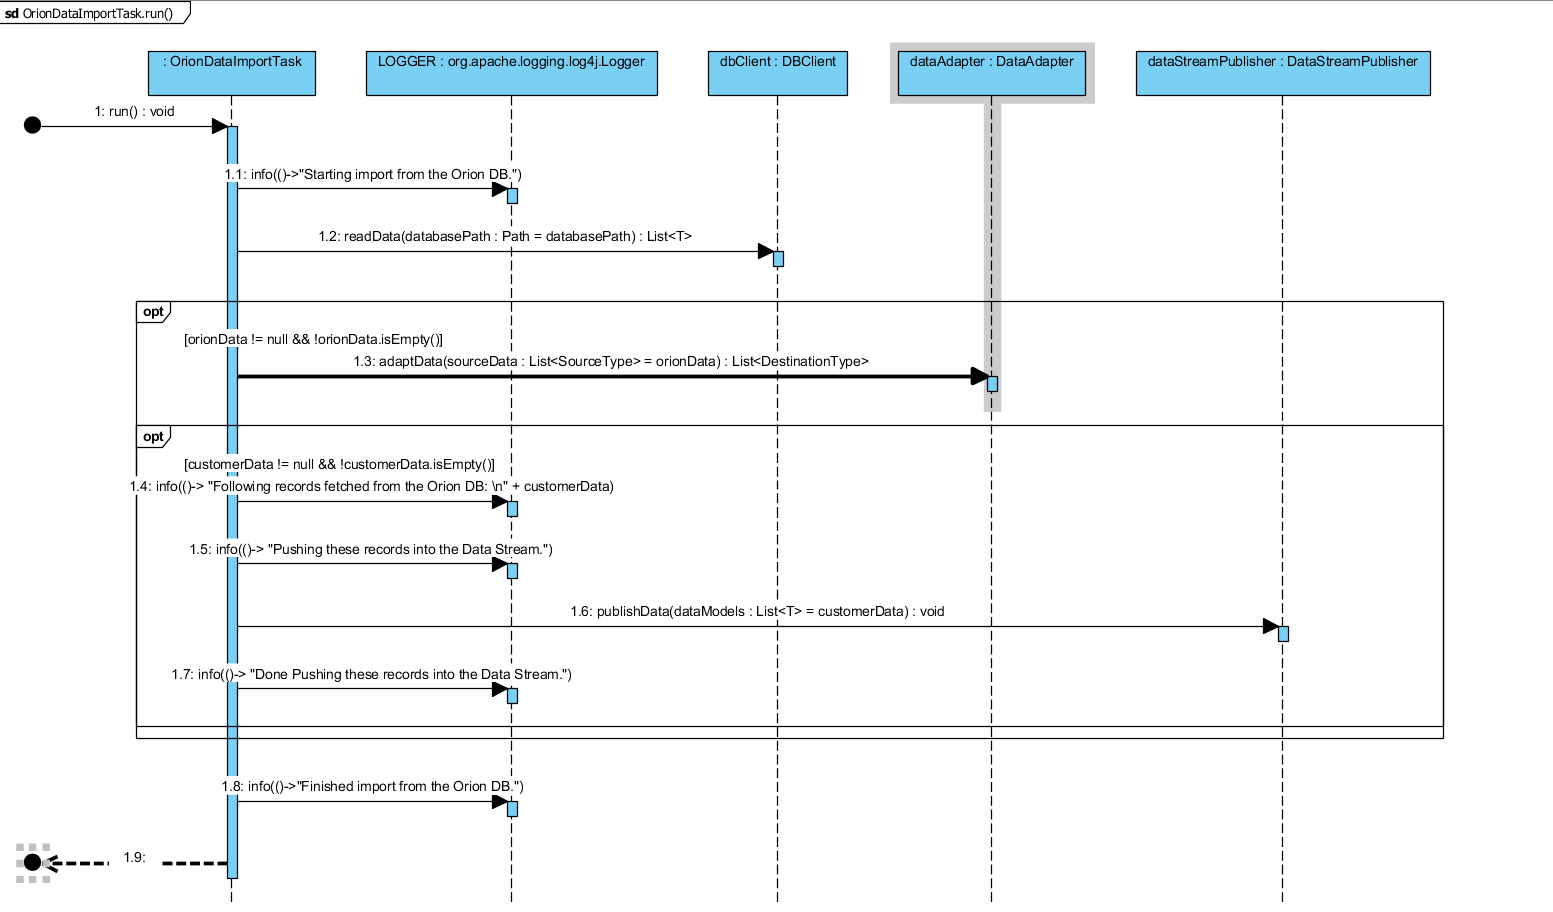 sd OrionDataImportTask.run()
: OrionDataImportTask
LOGGER : org.apache.logging.log4j.Logger
dbClient : DBClient
dataAdapter : DataAdapter
dataStreamPublisher : DataStreamPublisher
1: run() : void
1.1: info(()->"Starting import from the Orion DB.")
1.2: readData(databasePath : Path = databasePath) : List<T>
opt
[orionData != null && !orionData.isEmpty()]
1.3: adaptData(sourceData : List<SourceType> = orionData) : List<DestinationType>
opt
[customerData != null && !customerData.isEmpty()]
1.4: info(()-> "Following records fetched from the Orion DB: \n" + customerData)
1.5: info(()-> "Pushing these records into the Data Stream.")
1.6: publishData(dataModels : List<T> = customerData) : void
1.7: info(()-> "Done Pushing these records into the Data Stream.")
1.8: info(()->"Finished import from the Orion DB.")
1.9: